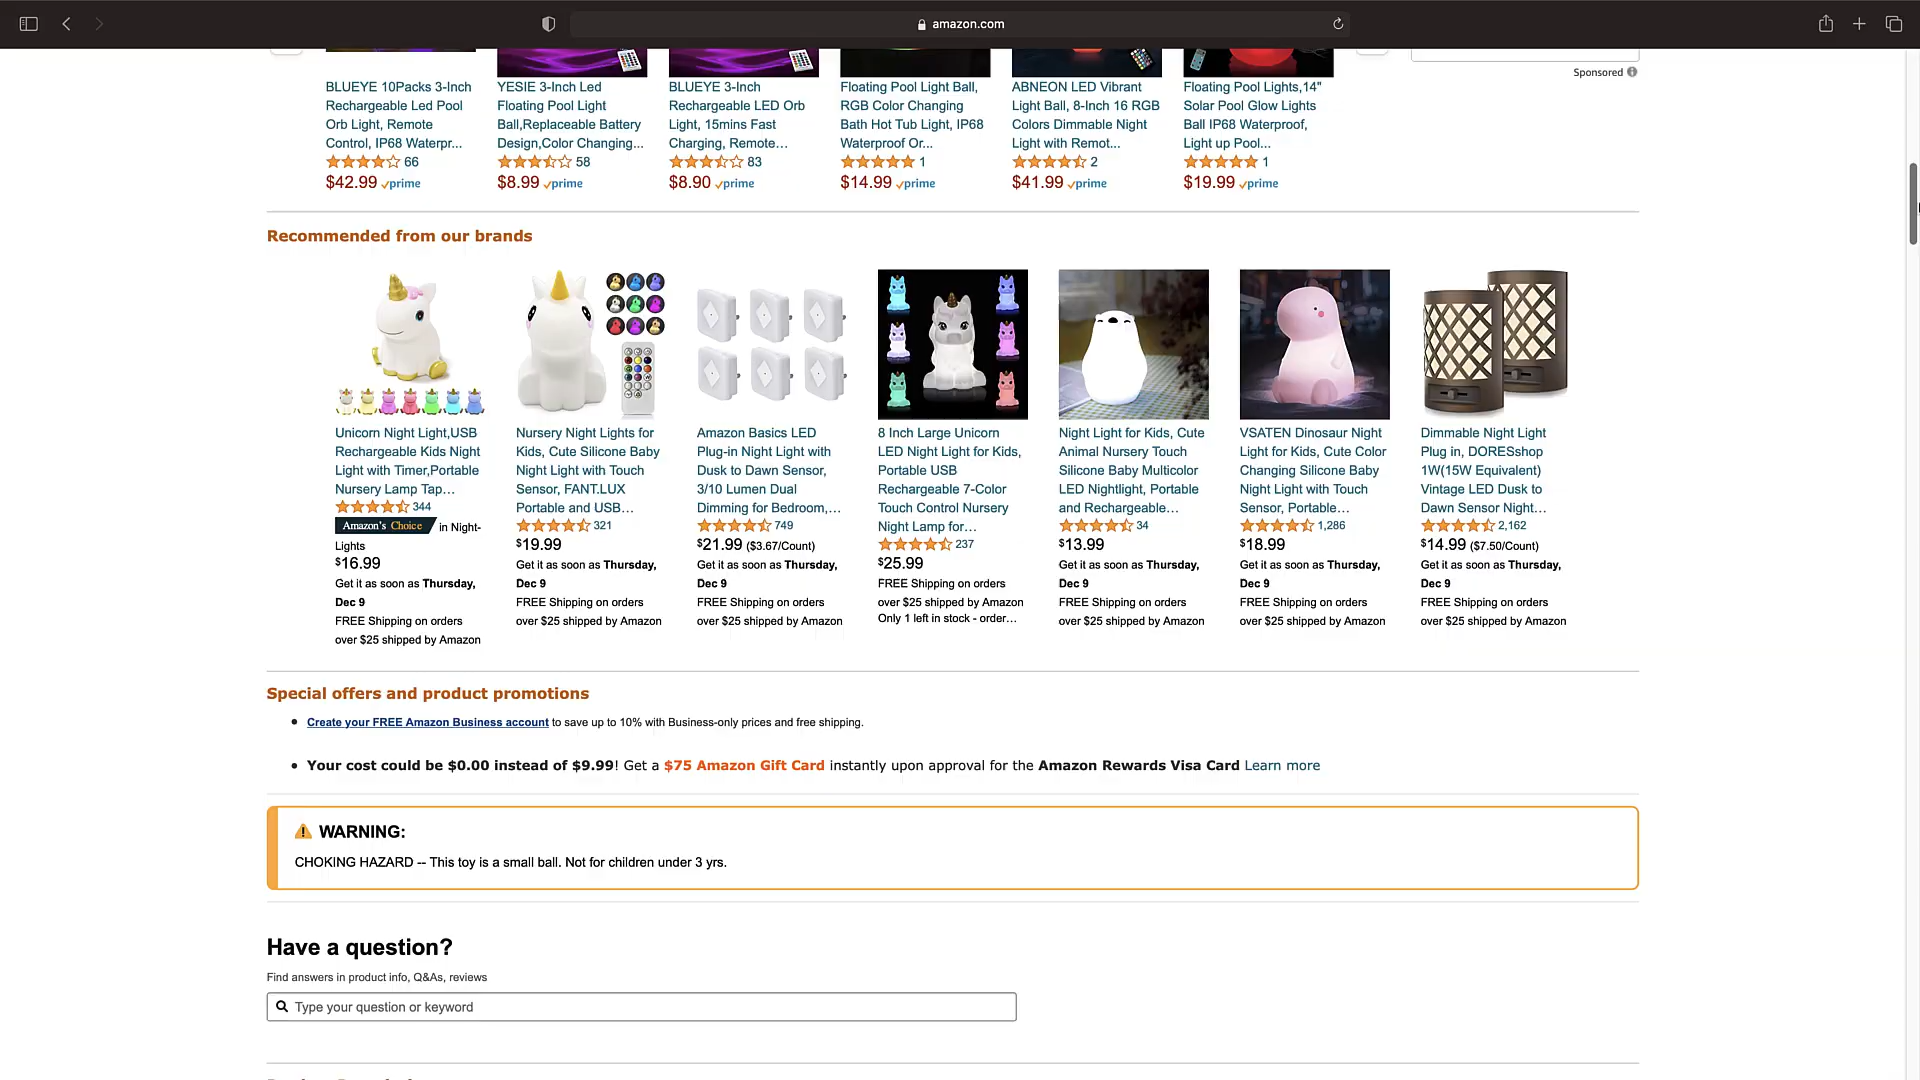 amazon.com
Sponsored
BLUEYE 10Packs 3-Inch
Rechargeable Led Pool
Orb Light, Remote
Control, IP68 Waterpr...
66
$42.99 prime
YESIE 3-Inch Led
Floating Pool Light
Ball,Replaceable Battery
Design,Color Changing...
58
$8.99 prime
BLUEYE 3-Inch
Rechargeable LED Orb
Light, 15mins Fast
Charging, Remote...
83
$8.90 prime
Floating Pool Light Ball,
RGB Color Changing
Bath Hot Tub Light, IP68
Waterproof Or...
1
$14.99 prime
ABNEON LED Vibrant
Light Ball, 8-Inch 16 RGB
Colors Dimmable Night
Light with Remot...
2
$41.99 prime
Floating Pool Lights,14"
Solar Pool Glow Lights
Ball IP68 Waterproof,
Light up Pool...
1
$19.99 prime
Recommended from our brands
Unicorn Night Light,USB
Rechargeable Kids Night
Light with Timer,Portable
Nursery Lamp Tap...
344
Amazon's Choice in Night-
Lights
$16.99
Get it as soon as Thursday,
Dec 9
FREE Shipping on orders
over $25 shipped by Amazon
Nursery Night Lights for
Kids, Cute Silicone Baby
Night Light with Touch
Sensor, FANT.LUX
Portable and USB...
321
$19.99
Get it as soon as Thursday,
Dec 9
FREE Shipping on orders
over $25 shipped by Amazon
Amazon Basics LED
Plug-in Night Light with
Dusk to Dawn Sensor,
3/10 Lumen Dual
Dimming for Bedroom,...
749
$21.99 ($3.67/Count)
Get it as soon as Thursday,
Dec 9
FREE Shipping on orders
over $25 shipped by Amazon
8 Inch Large Unicorn
LED Night Light for Kids,
Portable USB
Rechargeable 7-Color
Touch Control Nursery
Night Lamp for...
237
$25.99
FREE Shipping on orders
over $25 shipped by Amazon
Only 1 left in stock - order...
Night Light for Kids, Cute
Animal Nursery Touch
Silicone Baby Multicolor
LED Nightlight, Portable
and Rechargeable...
34
$13.99
Get it as soon as Thursday,
Dec 9
FREE Shipping on orders
over $25 shipped by Amazon
VSATEN Dinosaur Night
Light for Kids, Cute Color
Changing Silicone Baby
Night Light with Touch
Sensor, Portable...
1,286
$18.99
Get it as soon as Thursday,
Dec 9
FREE Shipping on orders
over $25 shipped by Amazon
Dimmable Night Light
Plug in, DORESshop
1W(15W Equivalent)
Vintage LED Dusk to
Dawn Sensor Night...
2,162
$14.99 ($7.50/Count)
Get it as soon as Thursday,
Dec 9
FREE Shipping on orders
over $25 shipped by Amazon
Special offers and product promotions
Create your FREE Amazon Business account to save up to 10% with Business-only prices and free shipping.
Your cost could be $0.00 instead of $9.99! Get a $75 Amazon Gift Card instantly upon approval for the Amazon Rewards Visa Card Learn more
WARNING:
CHOKING HAZARD -- This toy is a small ball. Not for children under 3 yrs.
Have a question?
Find answers in product info, Q&As, reviews
Type your question or keyword